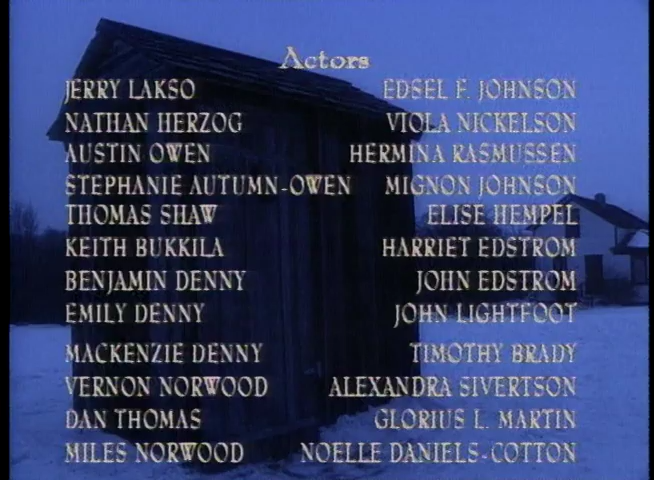 Actors
JERRY LAKSO EDSEL F. JOHNSON
NATHAN HERZOG VIOLA NICKELSON
AUSTIN OWEN HERMINA RASMUSSEN
STEPHANIE AUTUMN-OWEN MIGNON JOHNSON
THOMAS SHAW ELISE HEMPEL
KEITH BUKKILA HARRIET EDSTROM
BENJAMIN DENNY JOHN EDSTROM
EMILY DENNY JOHN LIGHTFOOT
MACKENZIE DENNY TIMOTHY BRADY
VERNON NORWOOD ALEXANDRA SIVERTSON
DAN THOMAS GLORIUS L. MARTIN
MILES NORWOOD NOELLE DANIELS-COTTON